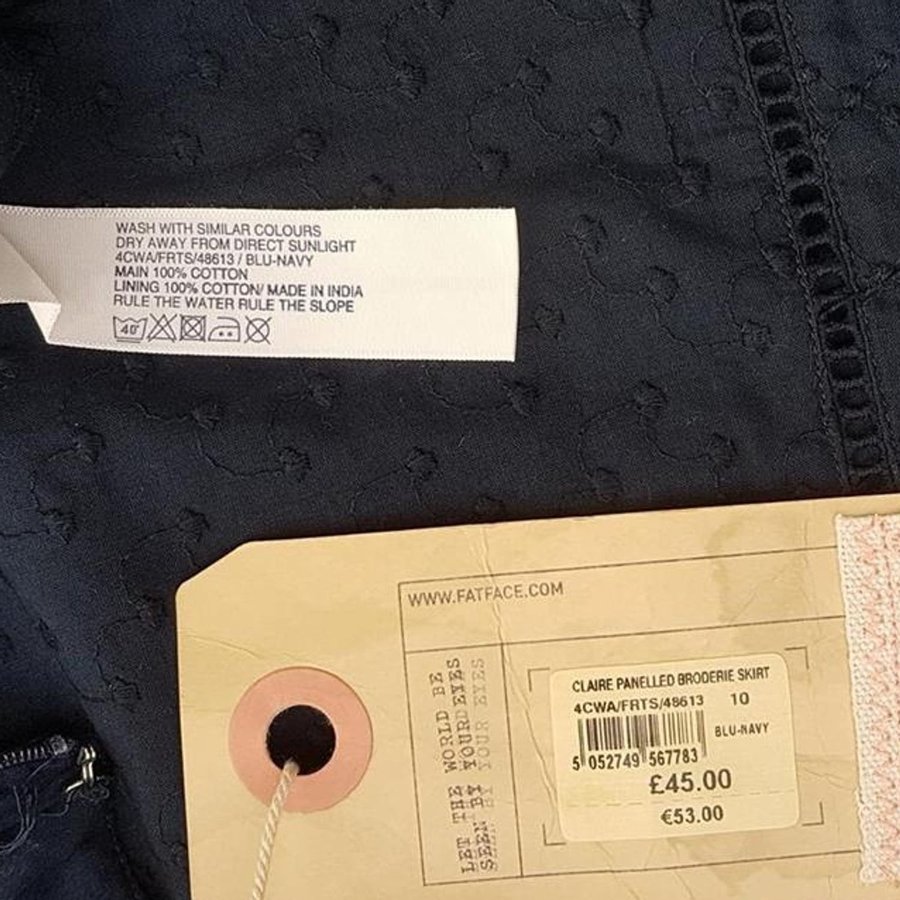 WASH WITH SIMILAR COLOURS
DRY AWAY FROM DIRECT SUNLIGHT
4CWA/FRTS/48613 / BLU-NAVY
MAIN 100% COTTON
LINING 100% COTTON/ MADE IN INDIA
RULE THE WATER RULE THE SLOPE
40°
WWW.FATFACE.COM
LET THE WORLD BE
SEEN BY YOUR EYES
CLAIRE PANELLED BRODERIE SKIRT
4CWA/FRTS/48613 10
BLU-NAVY
5 052749 567783
£45.00
€53.00